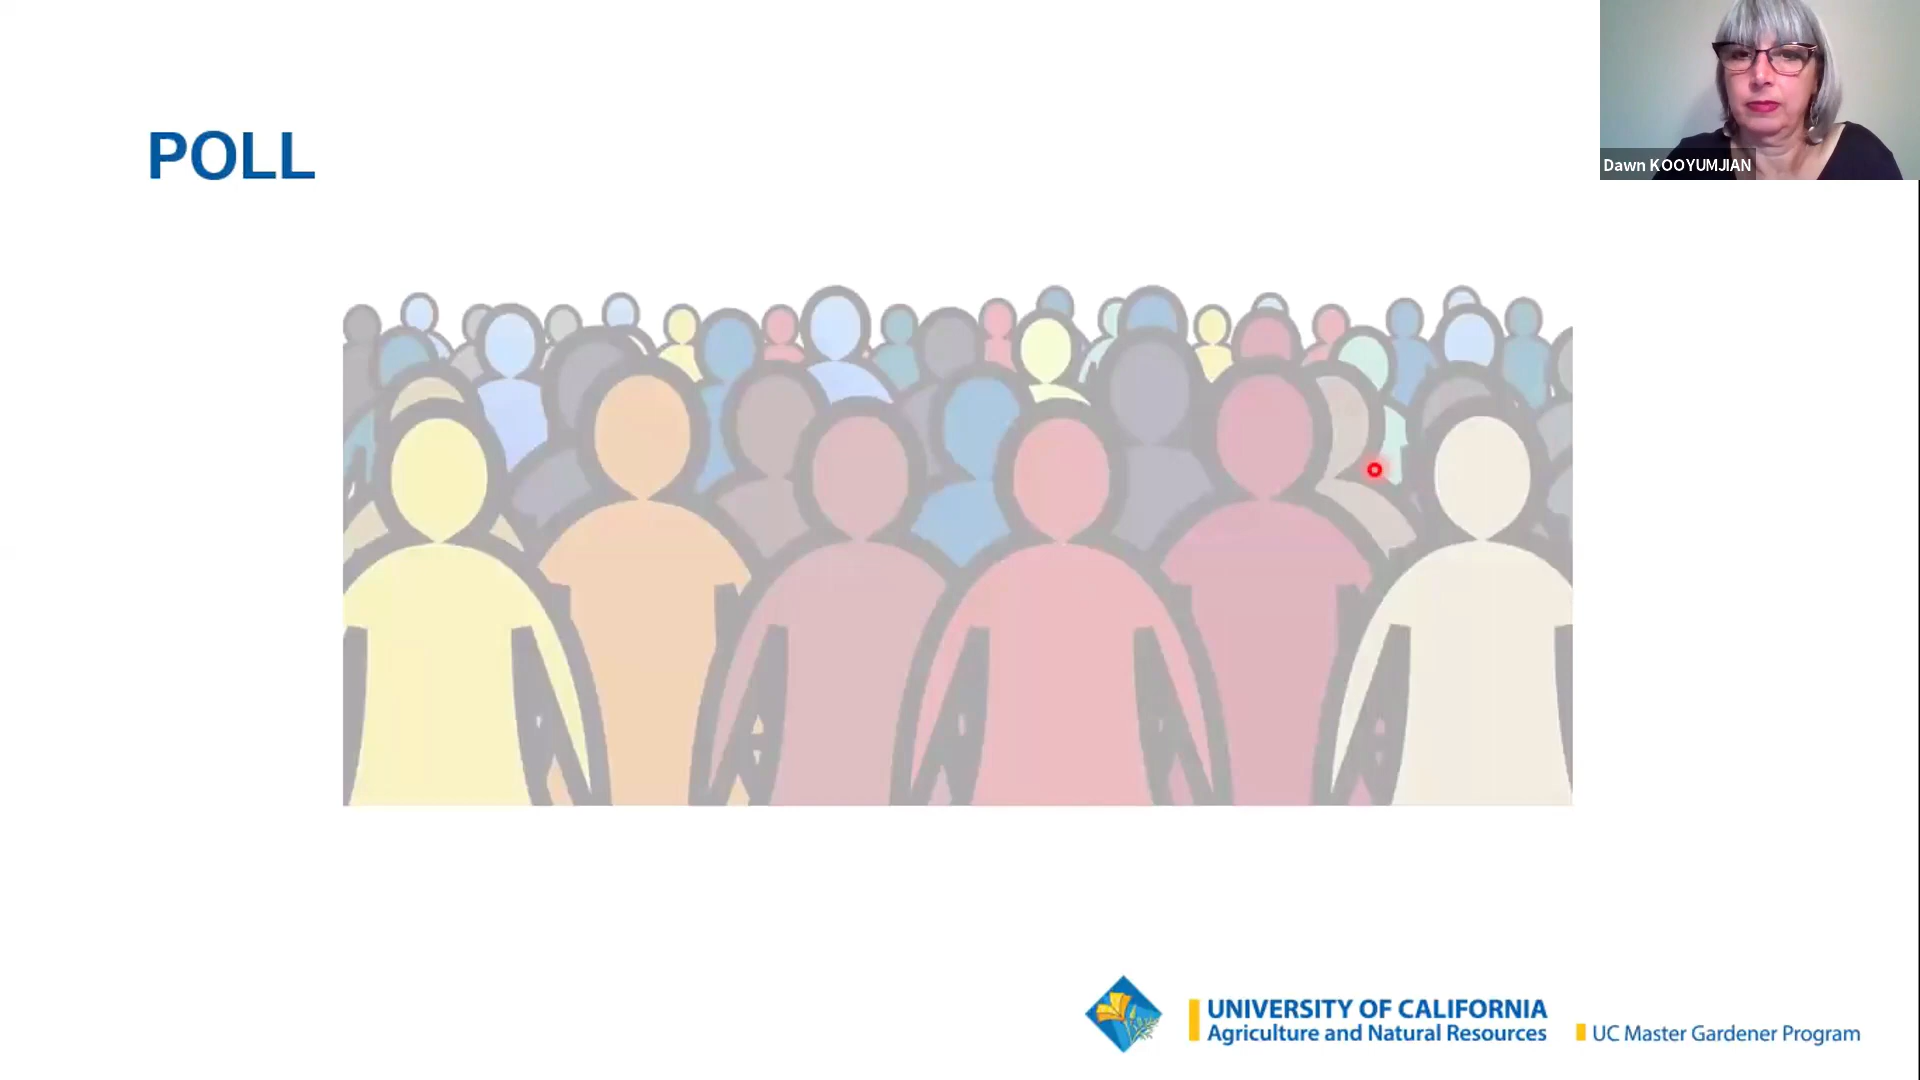 POLL
Dawn KOOYUMJIAN
UNIVERSITY OF CALIFORNIA
Agriculture and Natural Resources
UC Master Gardener Program